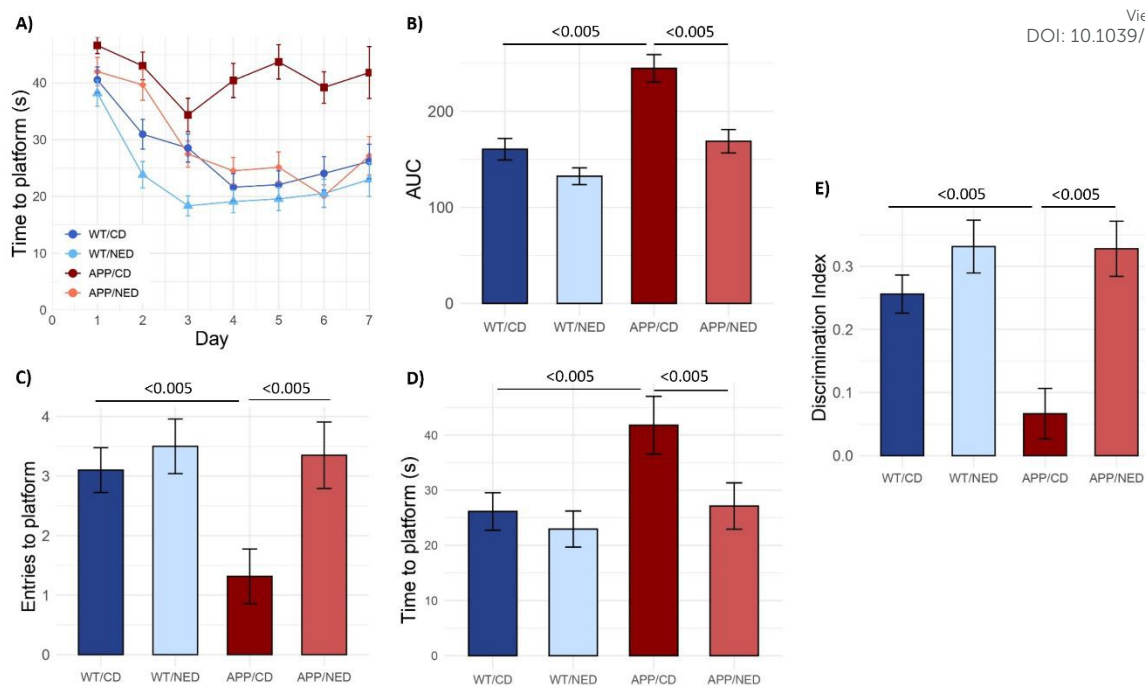 Vie
DOI: 10.1039/
A)
Time to platform (s)
40
30
20
10
0
WT/CD
WT/NED
APP/CD
APP/NED
0 1 2 3 4 5 6 7
Day
B)
<0.005 <0.005
AUC
200
100
0
WT/CD WT/NED APP/CD APP/NED
E)
<0.005 <0.005
Discrimination Index
0.3
0.2
0.1
0.0
WT/CD WT/NED APP/CD APP/NED
C)
<0.005 <0.005
Entries to platform
4
3
2
1
0
WT/CD WT/NED APP/CD APP/NED
D)
<0.005 <0.005
Time to platform (s)
40
30
20
10
0
WT/CD WT/NED APP/CD APP/NED